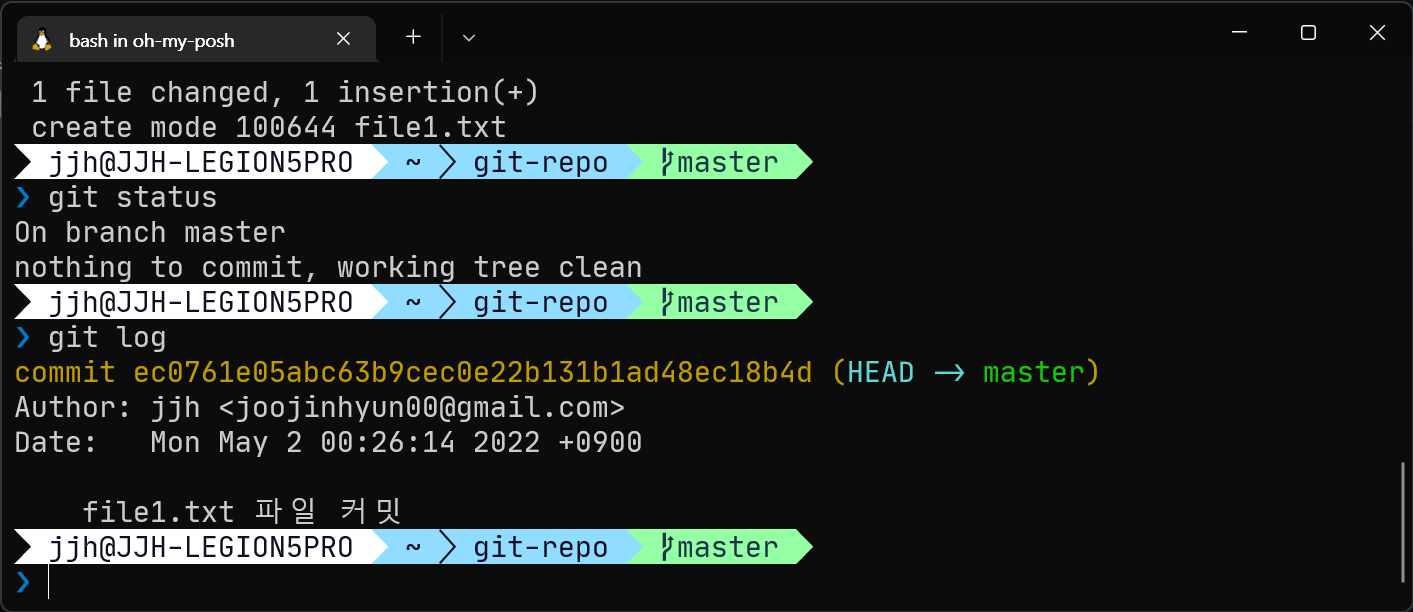 bash in oh-my-posh
1 file changed, 1 insertion(+)
create mode 100644 file1.txt
jjh@JJH-LEGION5PRO ~ git-repo master
❯ git status
On branch master
nothing to commit, working tree clean
jjh@JJH-LEGION5PRO ~ git-repo master
❯ git log
commit ec0761e05abc63b9cec0e22b131b1ad48ec18b4d (HEAD -> master)
Author: jjh <joojinhyun00@gmail.com>
Date:   Mon May 2 00:26:14 2022 +0900
file1.txt 파일 커밋
jjh@JJH-LEGION5PRO ~ git-repo master
❯